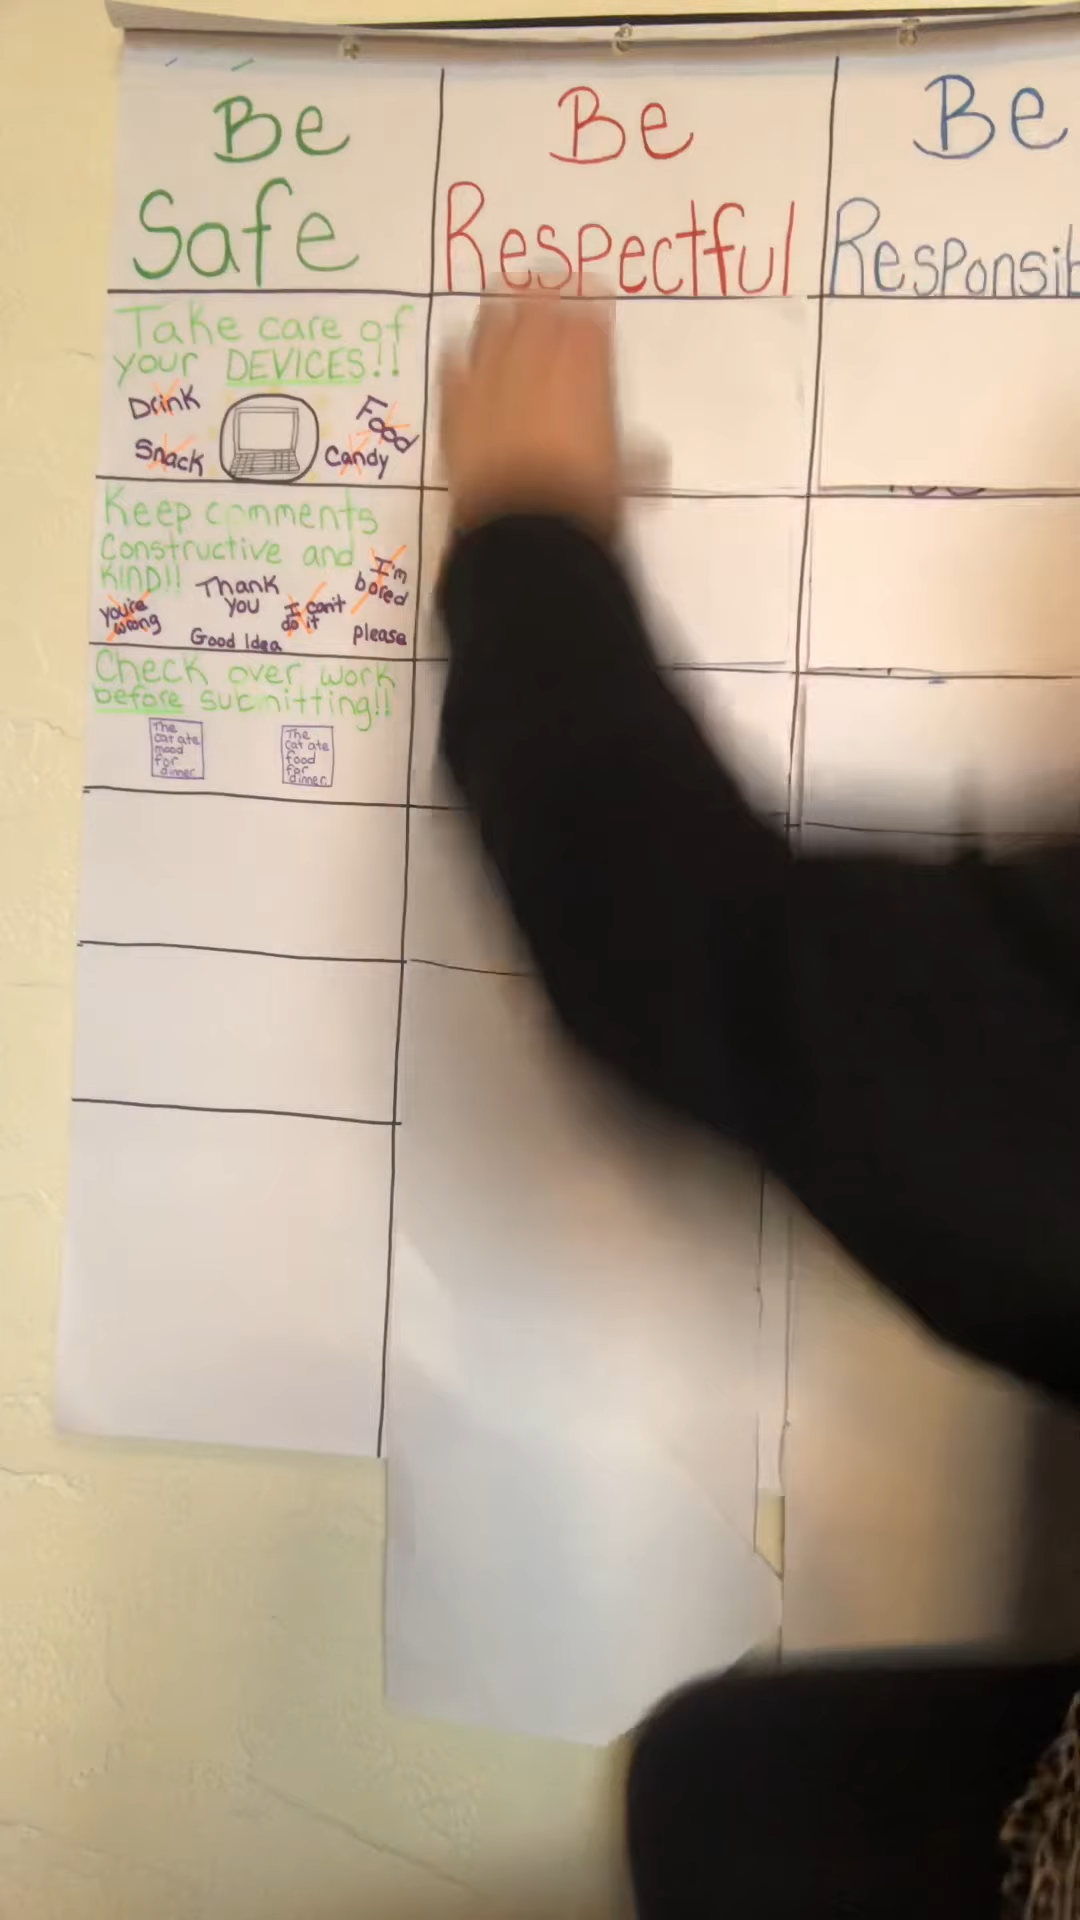 Be
Safe
Be
Respectful
Be
Responsib
Take care of
your DEVICES!!
Drink
Food
Snack
Candy
Keep comments
Constructive and
KIND!!
Thank
you
I'm
bored
you're
wrong
I can't
do it
Good Idea
please
Check over work
before submitting!!
The
cat ate
mood
for
dinner
The
cat ate
food
for
dinner